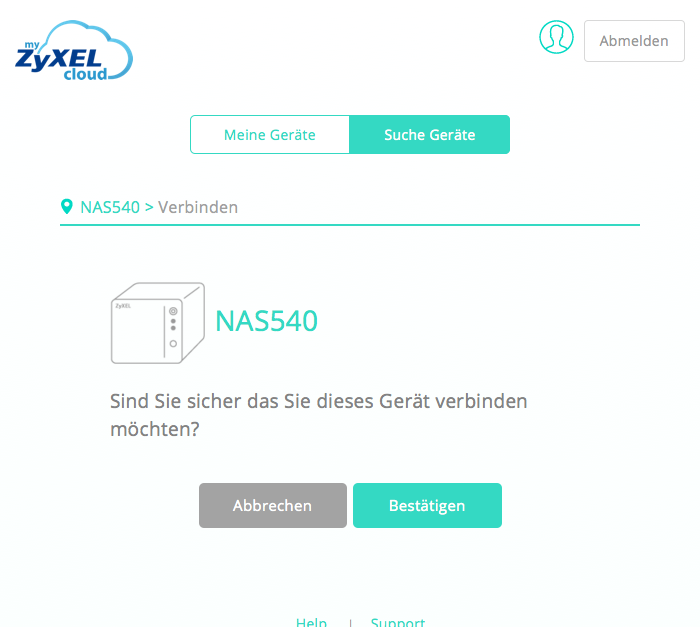 my
ZyXEL
cloud
Abmelden
Meine Geräte
Suche Geräte
NAS540 > Verbinden
ZyXEL
NAS540
Sind Sie sicher das Sie dieses Gerät verbinden
möchten?
Abbrechen
Bestätigen
Help | Support